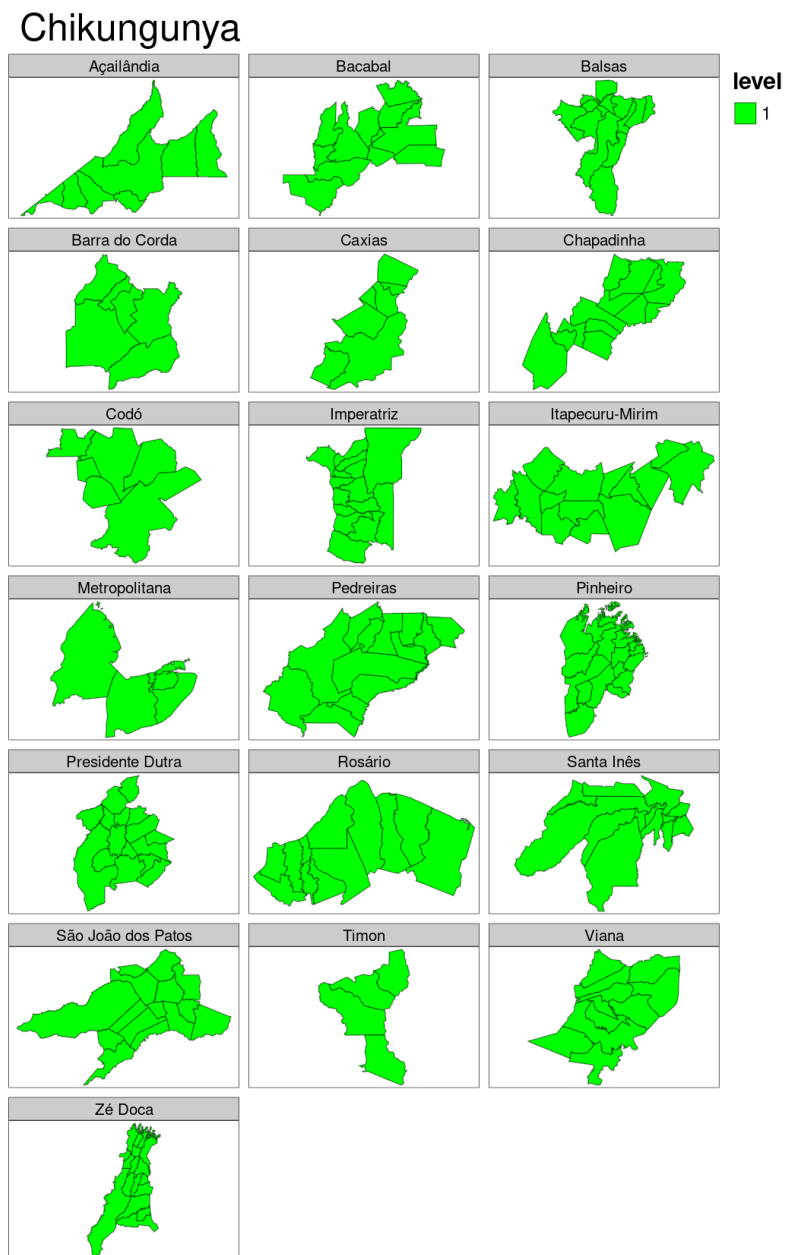 Chikungunya
Açailândia
Bacabal
Balsas
level
1
Barra do Corda
Caxias
Chapadinha
Codó
Imperatriz
Itapecuru-Mirim
Metropolitana
Pedreiras
Pinheiro
Presidente Dutra
Rosário
Santa Inês
São João dos Patos
Timon
Viana
Zé Doca